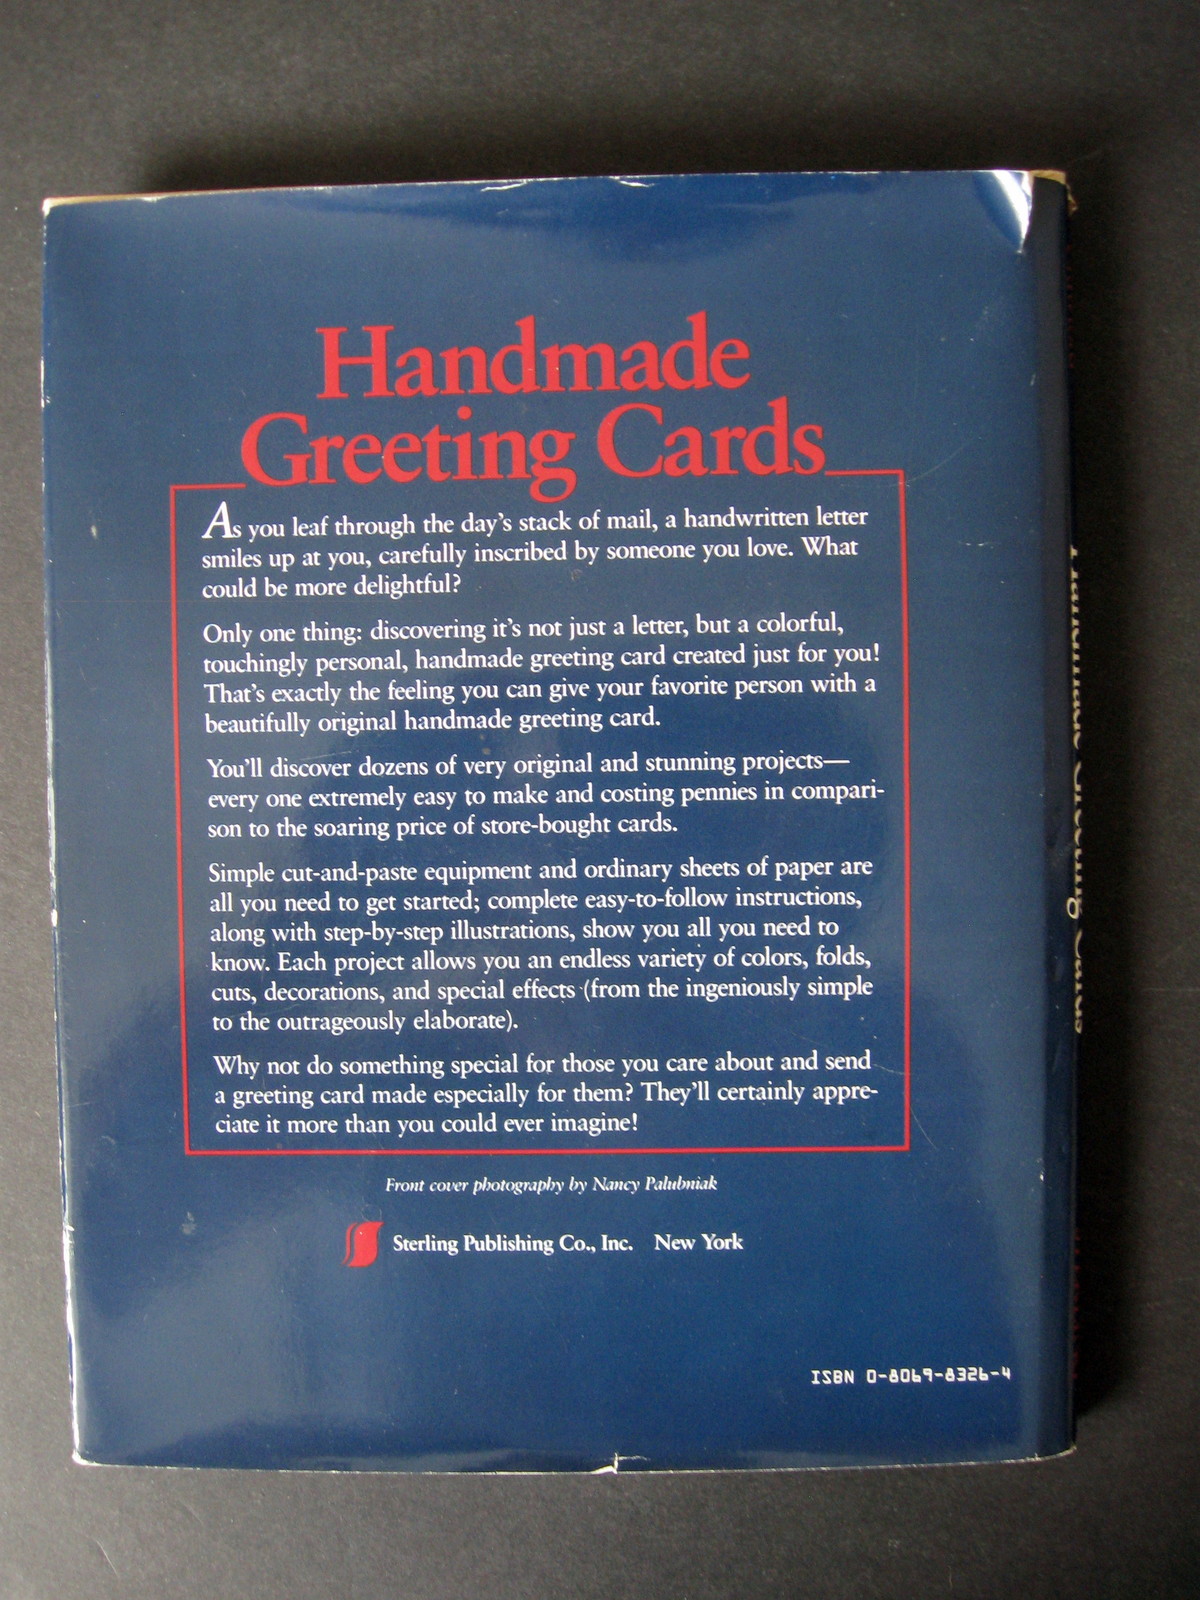 Handmade
Greeting Cards
As you leaf through the day's stack of mail, a handwritten letter
smiles up at you, carefully inscribed by someone you love. What
could be more delightful?
Only one thing: discovering it's not just a letter, but a colorful,
touchingly personal, handmade greeting card created just for you!
That's exactly the feeling you can give your favorite person with a
beautifully original handmade greeting card.
You'll discover dozens of very original and stunning projects—
every one extremely easy to make and costing pennies in compari-
son to the soaring price of store-bought cards.
Simple cut-and-paste equipment and ordinary sheets of paper are
all you need to get started; complete easy-to-follow instructions,
along with step-by-step illustrations, show you all you need to
know. Each project allows you an endless variety of colors, folds,
cuts, decorations, and special effects (from the ingeniously simple
to the outrageously elaborate).
Why not do something special for those you care about and send
a greeting card made especially for them? They'll certainly appre-
ciate it more than you could ever imagine!
Front cover photography by Nancy Palubniak
Sterling Publishing Co., Inc. New York
ISBN 0-8069-8326-4